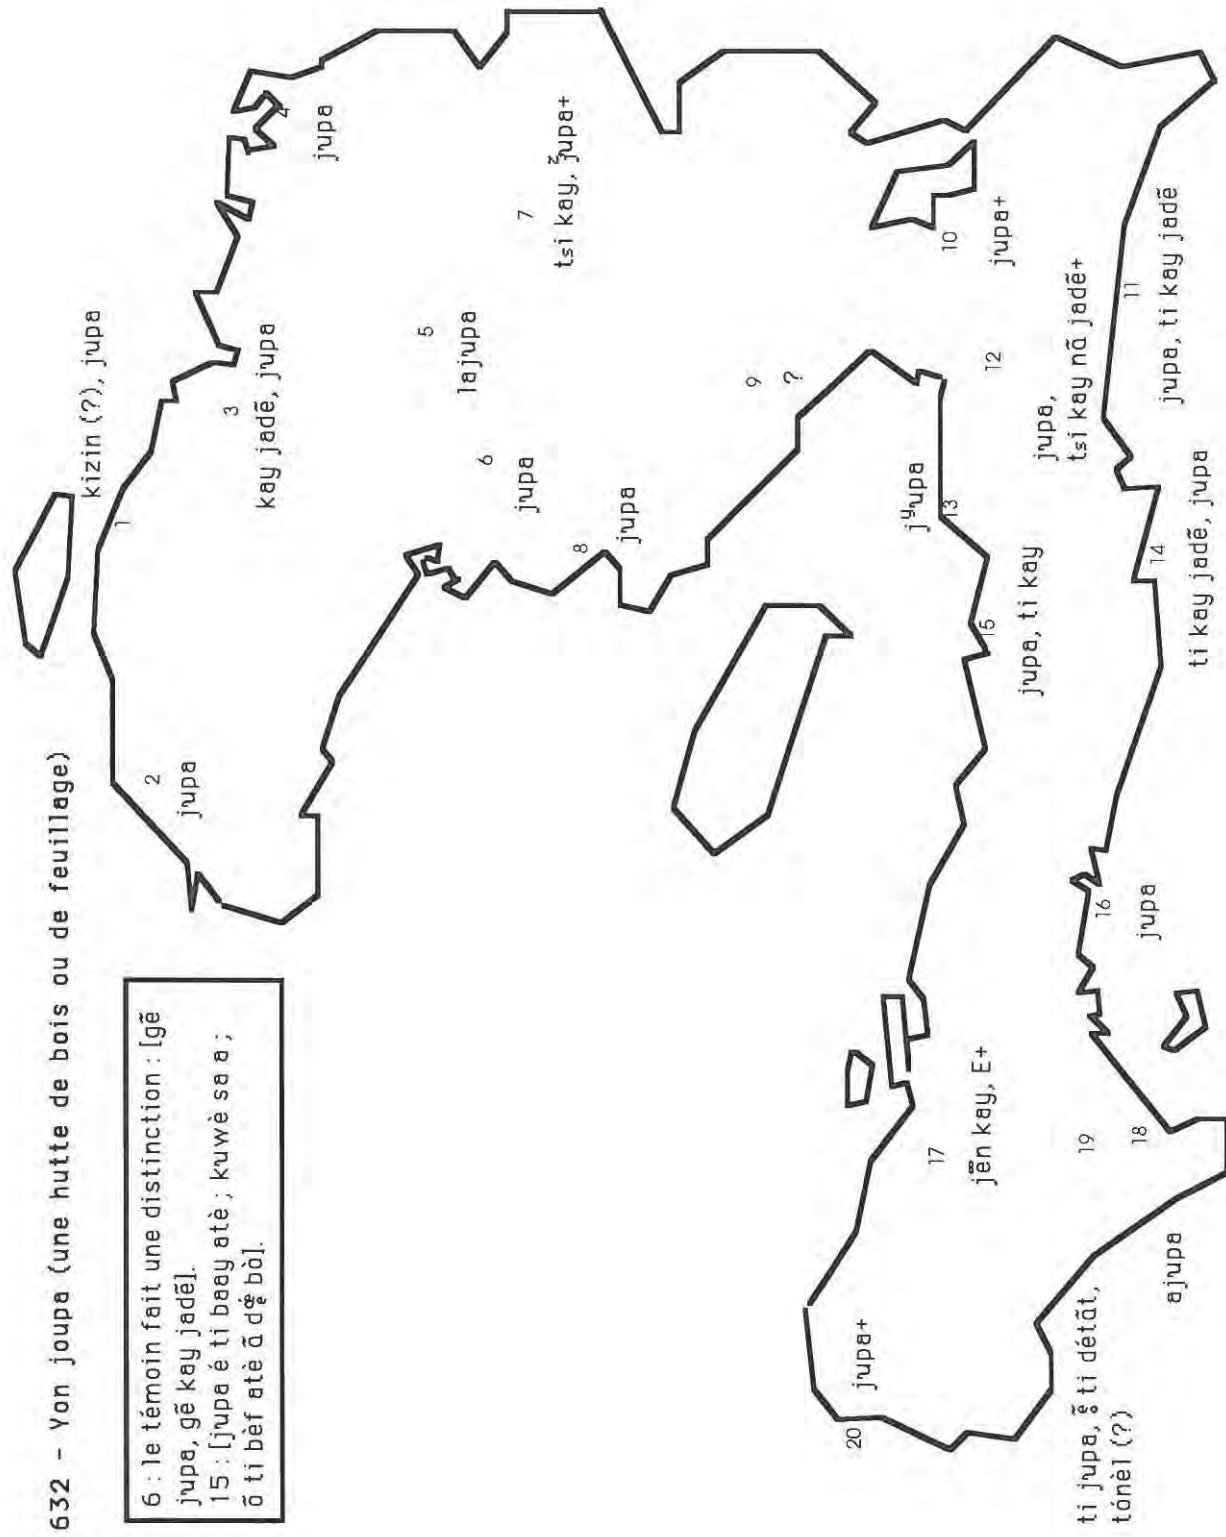 632 - Yon joupa (une hutte de bois ou de feuillage)
6 : le témoin fait une distinction : [gẽ
jupa, gẽ kay jadẽ].
15 : [jupa é ti baay atè ; kuwè sa a ;
õ ti bèf atè ã dẽ bò].
1
kizin (?), jupa
2
jupa
3
kay jadẽ, jupa
4
jupa
5
lajupa
6
jupa
7
tsi kay, jupa+
8
jupa
9
?
10
jupa+
11
jupa, ti kay jadẽ
12
jupa,
tsi kay nã jadẽ+
13
jʸupa
14
ti kay jadẽ, jupa
15
jupa, ti kay
16
jupa
17
jẽn kay, E+
18
ajupa
19
ti jupa, ẽ ti détãt,
tónèl (?)
20
jupa+